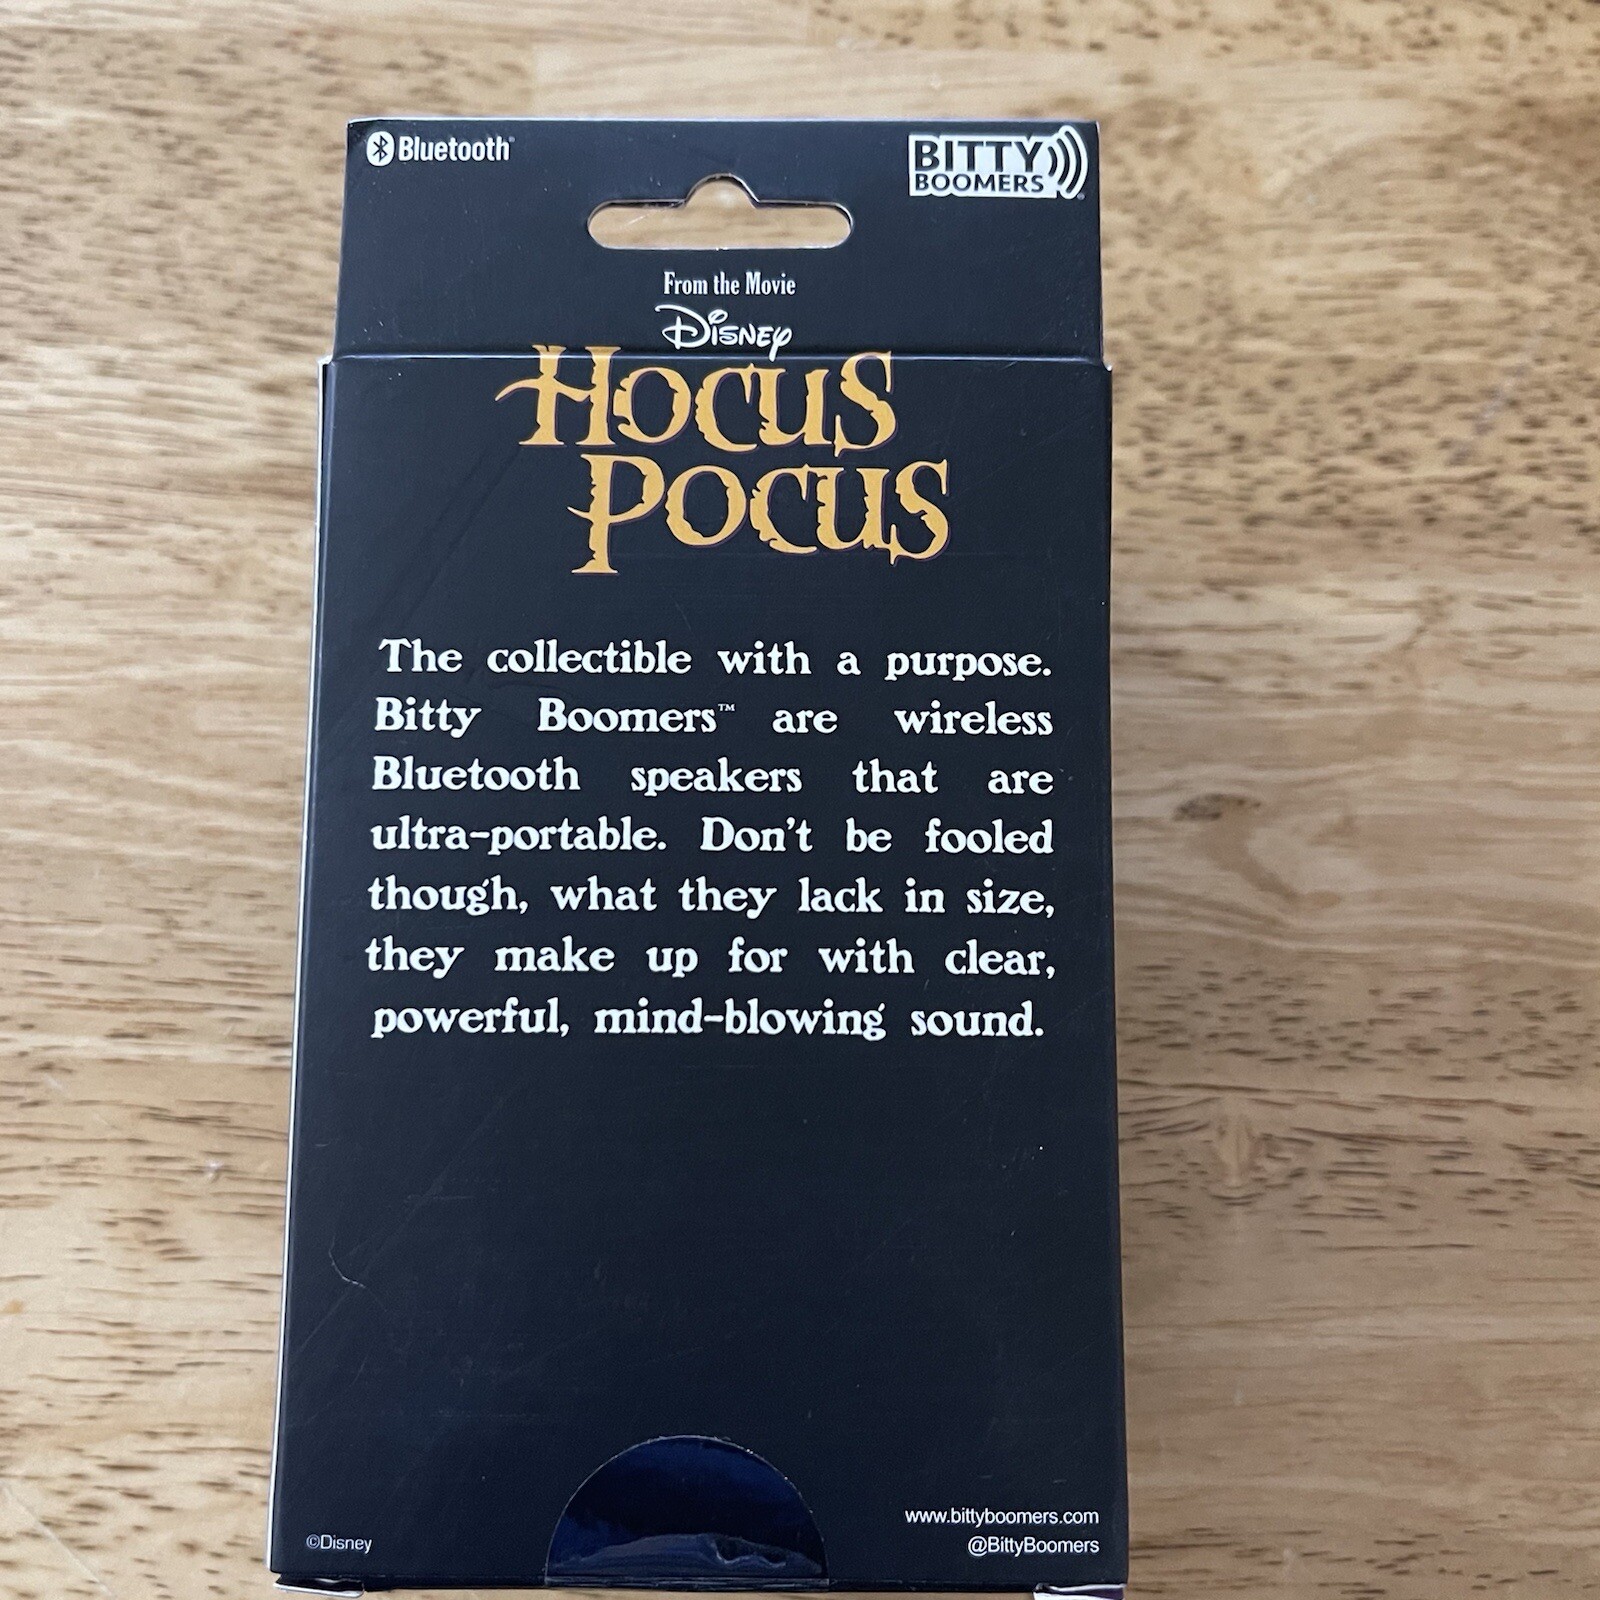 Bluetooth
BITTY
BOOMERS
From the Movie
Disney
HOCUS
POCUS
The collectible with a purpose.
Bitty Boomers™ are wireless
Bluetooth speakers that are
ultra-portable. Don't be fooled
though, what they lack in size,
they make up for with clear,
powerful, mind-blowing sound.
www.bittyboomers.com
@BittyBoomers
©Disney